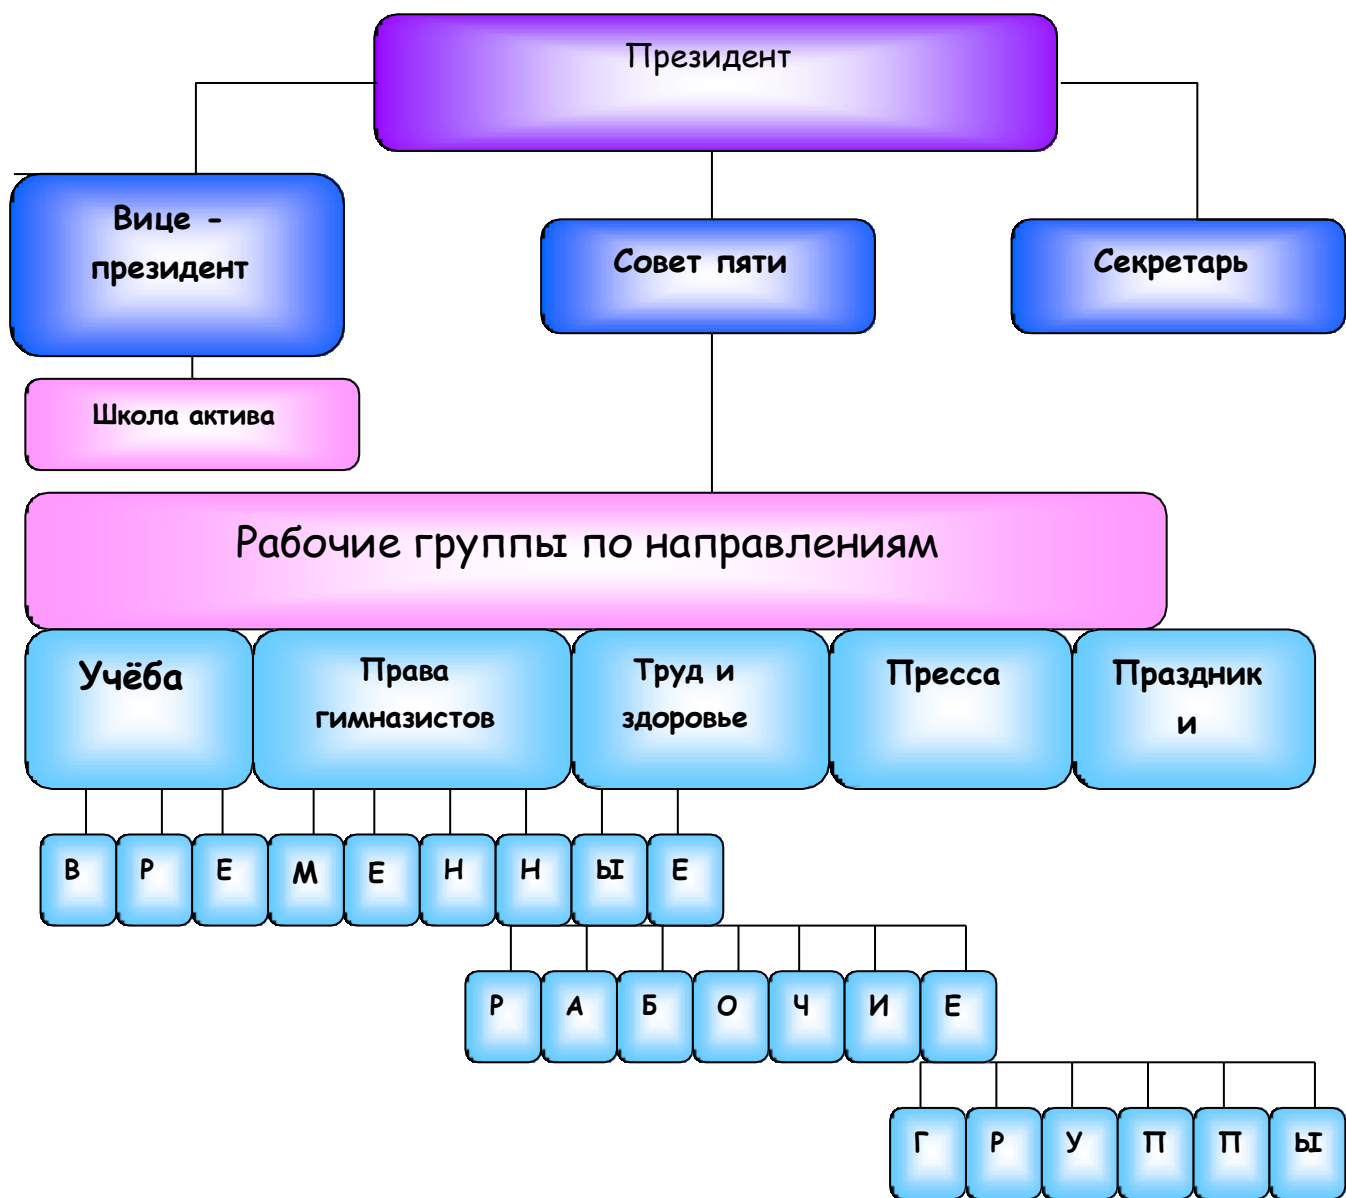 Президент
Вице -
президент
Совет пяти
Секретарь
Школа актива
Рабочие группы по направлениям
Учёба
Права
гимназистов
Труд и
здоровье
Пресса
Праздник
и
В Р Е М Е Н Н Ы Е
Р А Б О Ч И Е
Г Р У П П Ы